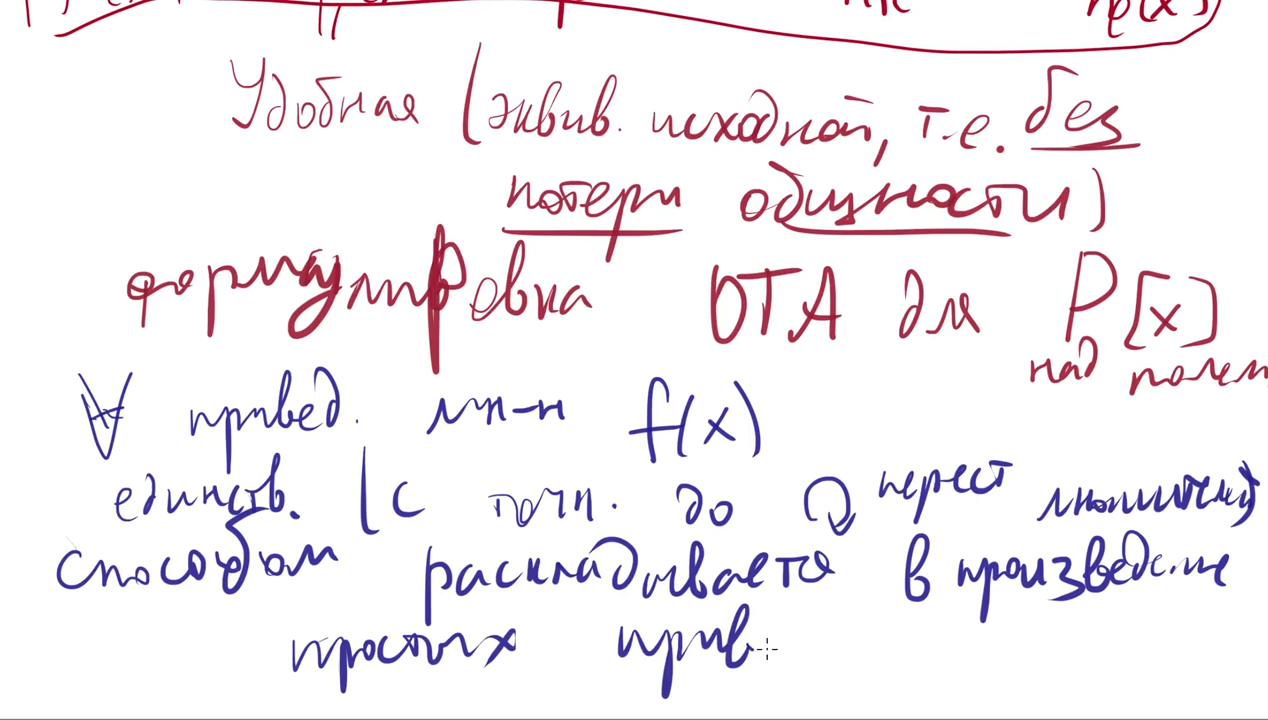 Удобная (эквив. исходной, т.е. без
потери общности)
формулировка ОТА для P[x]
над полем
∀ привед. мн-н f(x)
единств. (с точн. до перест множителей)
способом раскладывается в произведение
простых прив